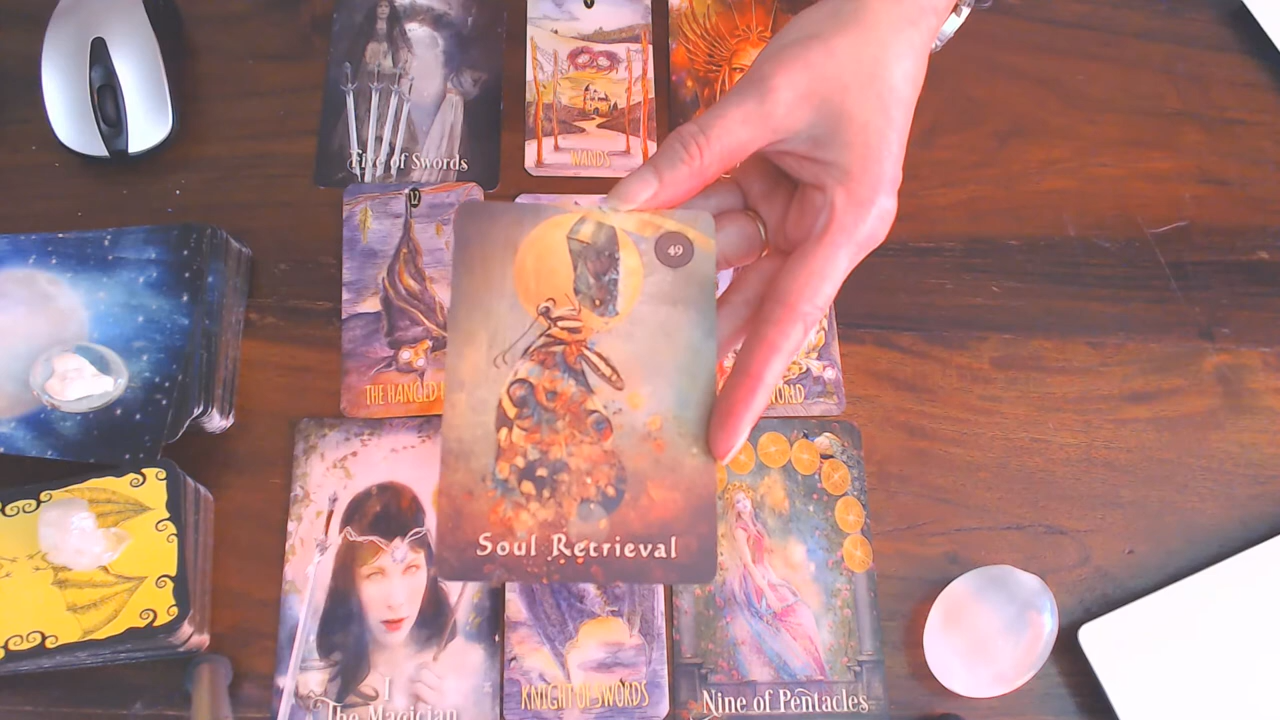 Five of Swords
WANDS
12
THE HANGED
WORLD
49
Soul Retrieval
I
The Magician
KNIGHT OF SWORDS
Nine of Pentacles